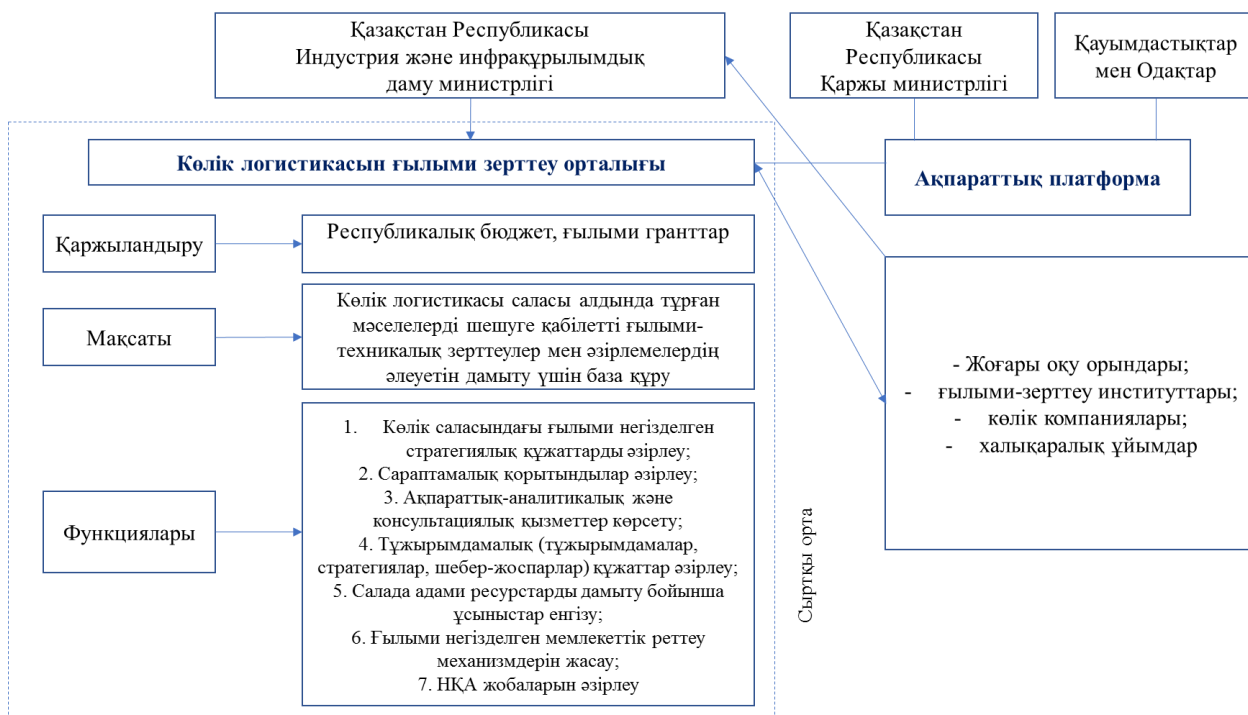 Қазақстан Республикасы
Индустрия және инфрақұрылымдық
даму министрлігі
Қазақстан
Республикасы
Қаржы министрлігі
Қауымдастықтар
мен Одақтар
Көлік логистикасын ғылыми зерттеу орталығы
Ақпараттық платформа
Қаржыландыру
Республикалық бюджет, ғылыми гранттар
Мақсаты
Көлік логистикасы саласы алдында тұрған
мәселелерді шешуге қабілетті ғылыми-
техникалық зерттеулер мен әзірлемелердің
әлеуетін дамыту үшін база құру
Функциялары
1. Көлік саласындағы ғылыми негізделген
стратегиялық құжаттарды әзірлеу;
2. Сараптамалық қорытындылар әзірлеу;
3. Ақпараттық-аналитикалық және
консультациялық қызметтер көрсету;
4. Тұжырымдамалық (тұжырымдамалар,
стратегиялар, шебер-жоспарлар) құжаттар әзірлеу;
5. Салада адами ресурстарды дамыту бойынша
ұсыныстар енгізу;
6. Ғылыми негізделген мемлекеттік реттеу
механизмдерін жасау;
7. НҚА жобаларын әзірлеу
Сыртқы орта
- Жоғары оқу орындары;
- ғылыми-зерттеу институттары;
- көлік компаниялары;
- халықаралық ұйымдар